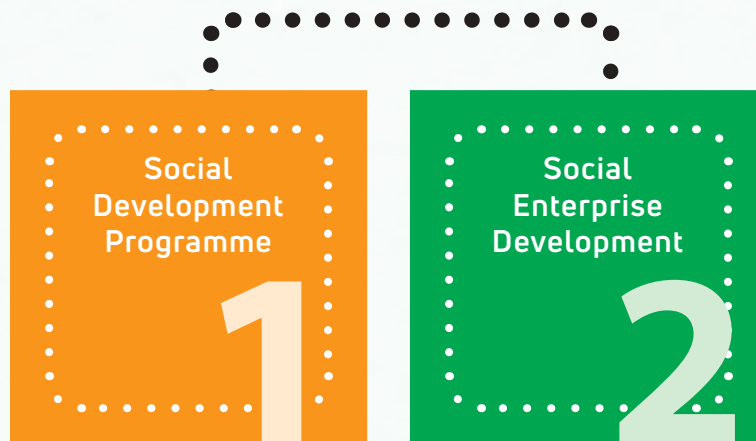 Social
Development
Programme
1
Social
Enterprise
Development
2